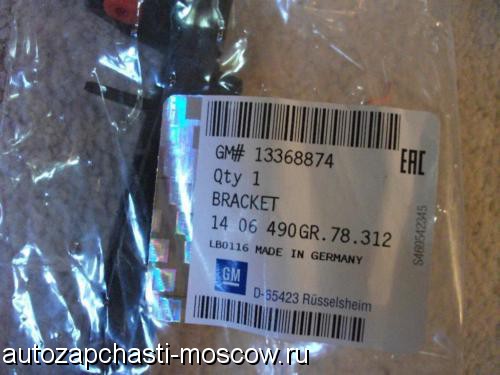 GM# 13368874
EAC
Qty 1
BRACKET
14 06 490GR.78.312
LB0116 MADE IN GERMANY
GM
D-65423 Rüsselsheim
S460542345
autozapchasti-moscow.ru